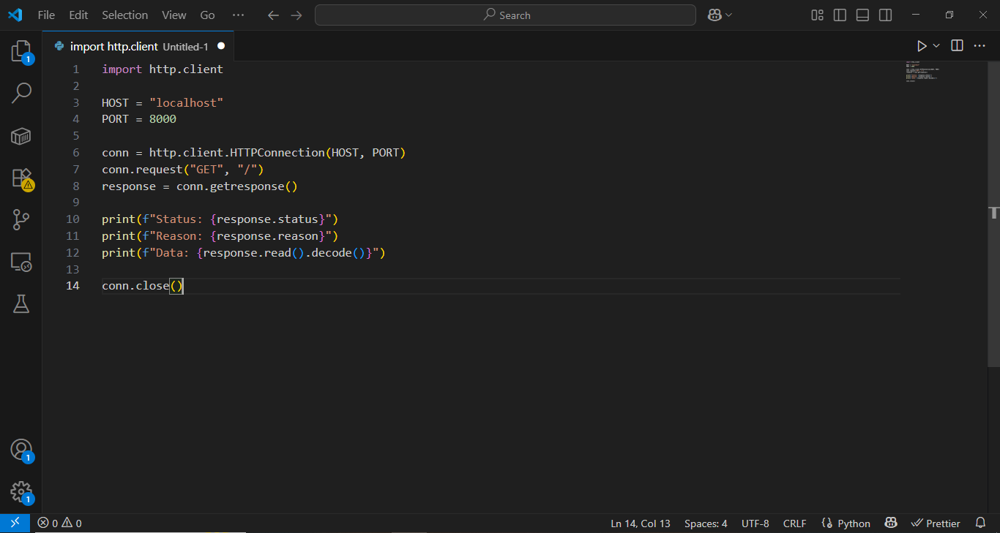 File Edit Selection View Go ··· Search
import http.client Untitled-1
1 import http.client
2
3 HOST = "localhost"
4 PORT = 8000
5
6 conn = http.client.HTTPConnection(HOST, PORT)
7 conn.request("GET", "/")
8 response = conn.getresponse()
9
10 print(f"Status: {response.status}")
11 print(f"Reason: {response.reason}")
12 print(f"Data: {response.read().decode()}")
13
14 conn.close()
1
1
1
0 0 Ln 14, Col 13 Spaces: 4 UTF-8 CRLF Python Prettier